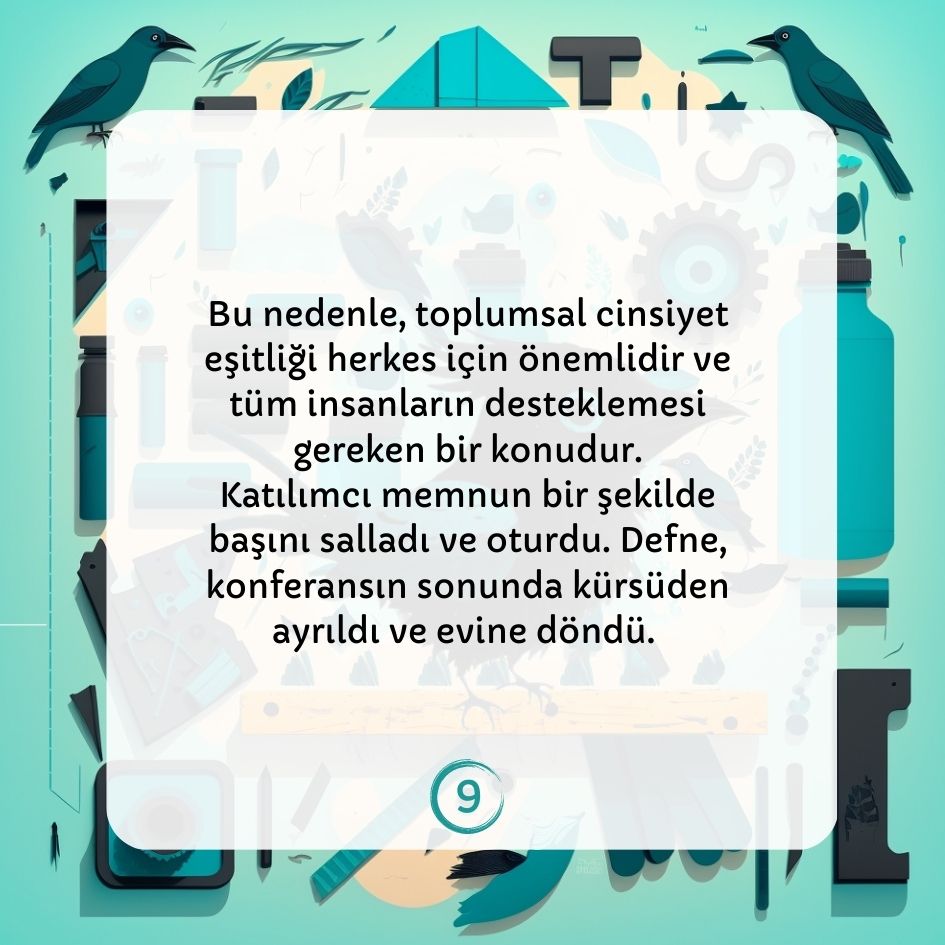 Bu nedenle, toplumsal cinsiyet
eşitliği herkes için önemlidir ve
tüm insanların desteklemesi
gereken bir konudur.
Katılımcı memnun bir şekilde
başını salladı ve oturdu. Defne,
konferansın sonunda kürsüden
ayrıldı ve evine döndü.
9